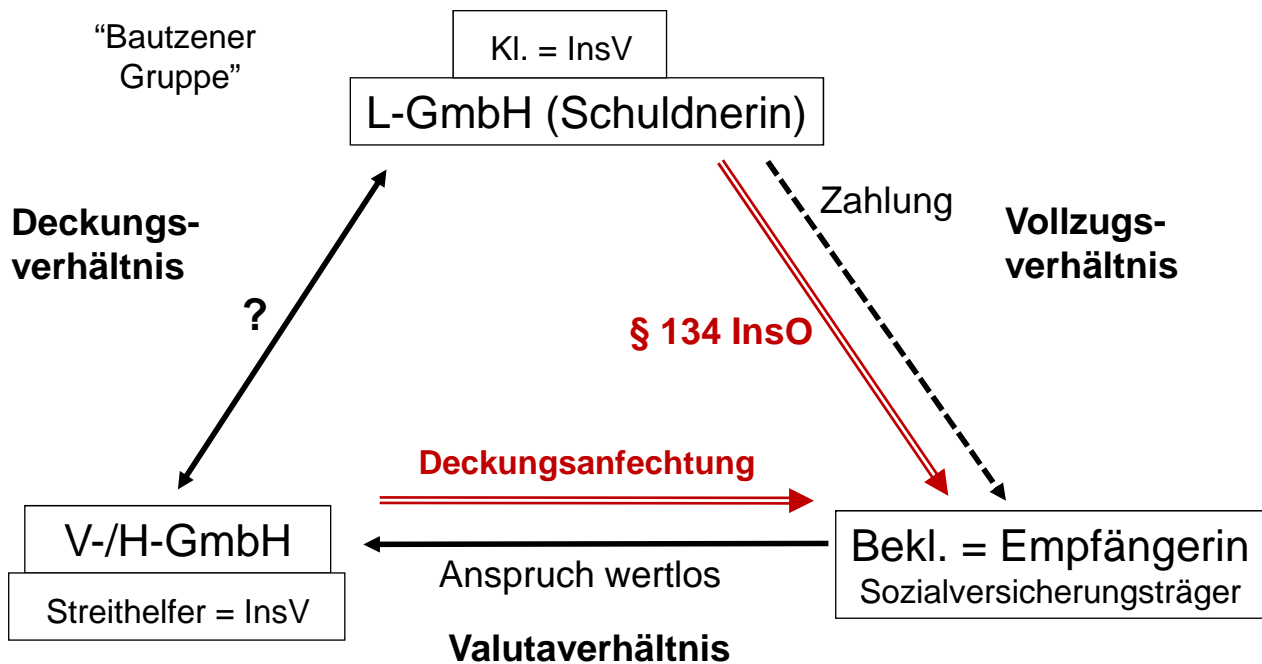 “Bautzener
Gruppe”
Kl. = InsV
L-GmbH (Schuldnerin)
Deckungs-
verhältnis
?
Zahlung
Vollzugs-
verhältnis
§ 134 InsO
Deckungsanfechtung
V-/H-GmbH
Streithelfer = InsV
Anspruch wertlos
Valutaverhältnis
Bekl. = Empfängerin
Sozialversicherungsträger